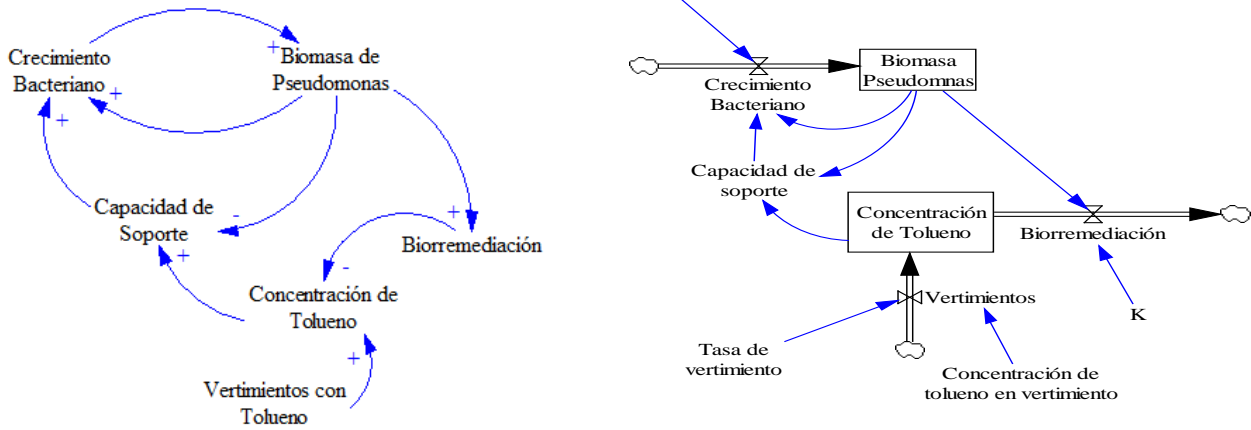 Crecimiento
Bacteriano
+
Biomasa de
Pseudomonas
+
+
+
Capacidad de
Soporte
-
+
+
Biorremediación
-
Concentración de
Tolueno
+
Vertimientos con
Tolueno
Biomasa
Pseudomnas
Crecimiento
Bacteriano
Capacidad de
soporte
Concentración
de Tolueno
Biorremediación
Vertimientos
K
Tasa de
vertimiento
Concentración de
tolueno en vertimiento